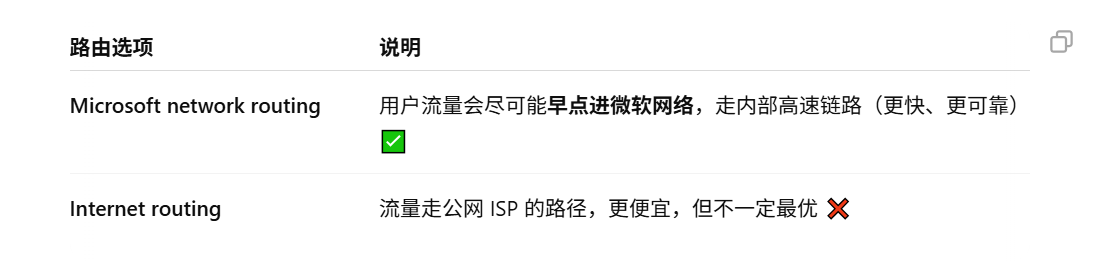 路由选项 说明
Microsoft network routing 用户流量会尽可能早点进微软网络，走内部高速链路（更快、更可靠）
✅
Internet routing 流量走公网 ISP 的路径，更便宜，但不一定最优 ❌